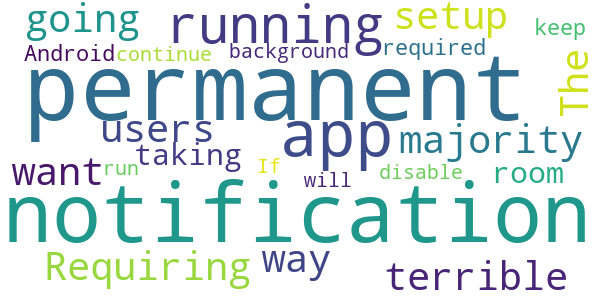 going running setup keep
Android continue background required
permanent The
users app majority
want taking room
run If will disable
notification
Requiring way terrible